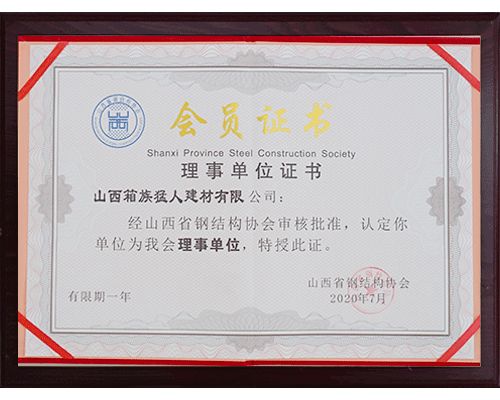 会员证书
Shanxi Province Steel Construction Society
理事单位证书
山西箱族猛人建材有限公司：
经山西省钢结构协会审核批准，认定你
单位为我会理事单位，特授此证。
有限期一年
山西省钢结构协会
2020年7月